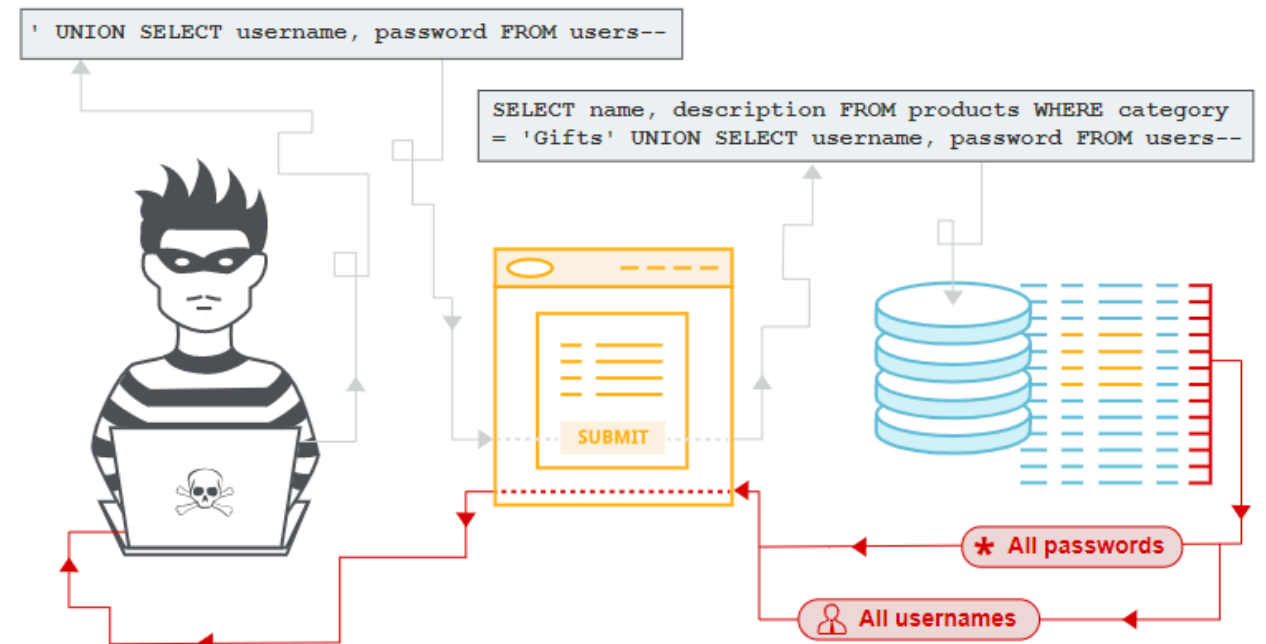 ' UNION SELECT username, password FROM users--
SELECT name, description FROM products WHERE category
= 'Gifts' UNION SELECT username, password FROM users--
SUBMIT
* All passwords
All usernames